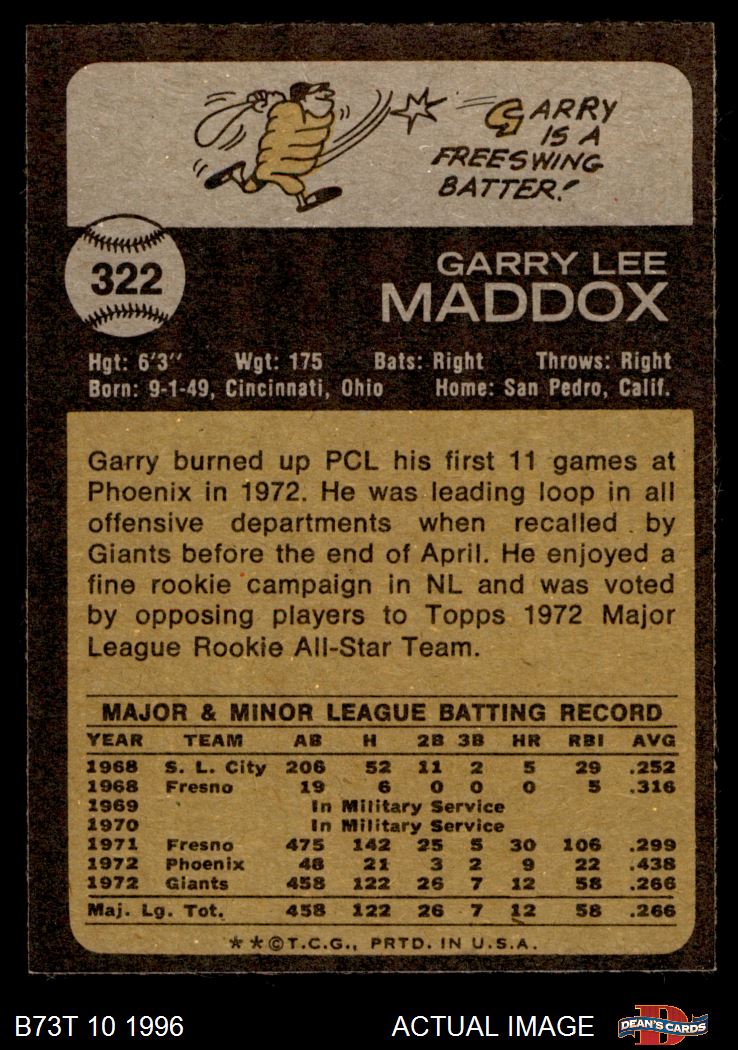 GARRY
IS A
FREESWING
BATTER!
322
GARRY LEE
MADDOX
Hgt: 6'3" Wgt: 175 Bats: Right Throws: Right
Born: 9-1-49, Cincinnati, Ohio Home: San Pedro, Calif.
Garry burned up PCL his first 11 games at
Phoenix in 1972. He was leading loop in all
offensive departments when recalled by
Giants before the end of April. He enjoyed a
fine rookie campaign in NL and was voted
by opposing players to Topps 1972 Major
League Rookie All-Star Team.
MAJOR & MINOR LEAGUE BATTING RECORD
YEAR TEAM AB H 2B 3B HR RBI AVG
1968 S. L. City 206 52 11 2 5 29 .252
1968 Fresno 19 6 0 0 0 5 .316
1969 In Military Service
1970 In Military Service
1971 Fresno 475 142 25 5 30 106 .299
1972 Phoenix 48 21 3 2 9 22 .438
1972 Giants 458 122 26 7 12 58 .266
Maj. Lg. Tot. 458 122 26 7 12 58 .266
★ ★ © T.C.G., PRTD. IN U.S.A.
B73T 10 1996 ACTUAL IMAGE DEAN'S CARDS